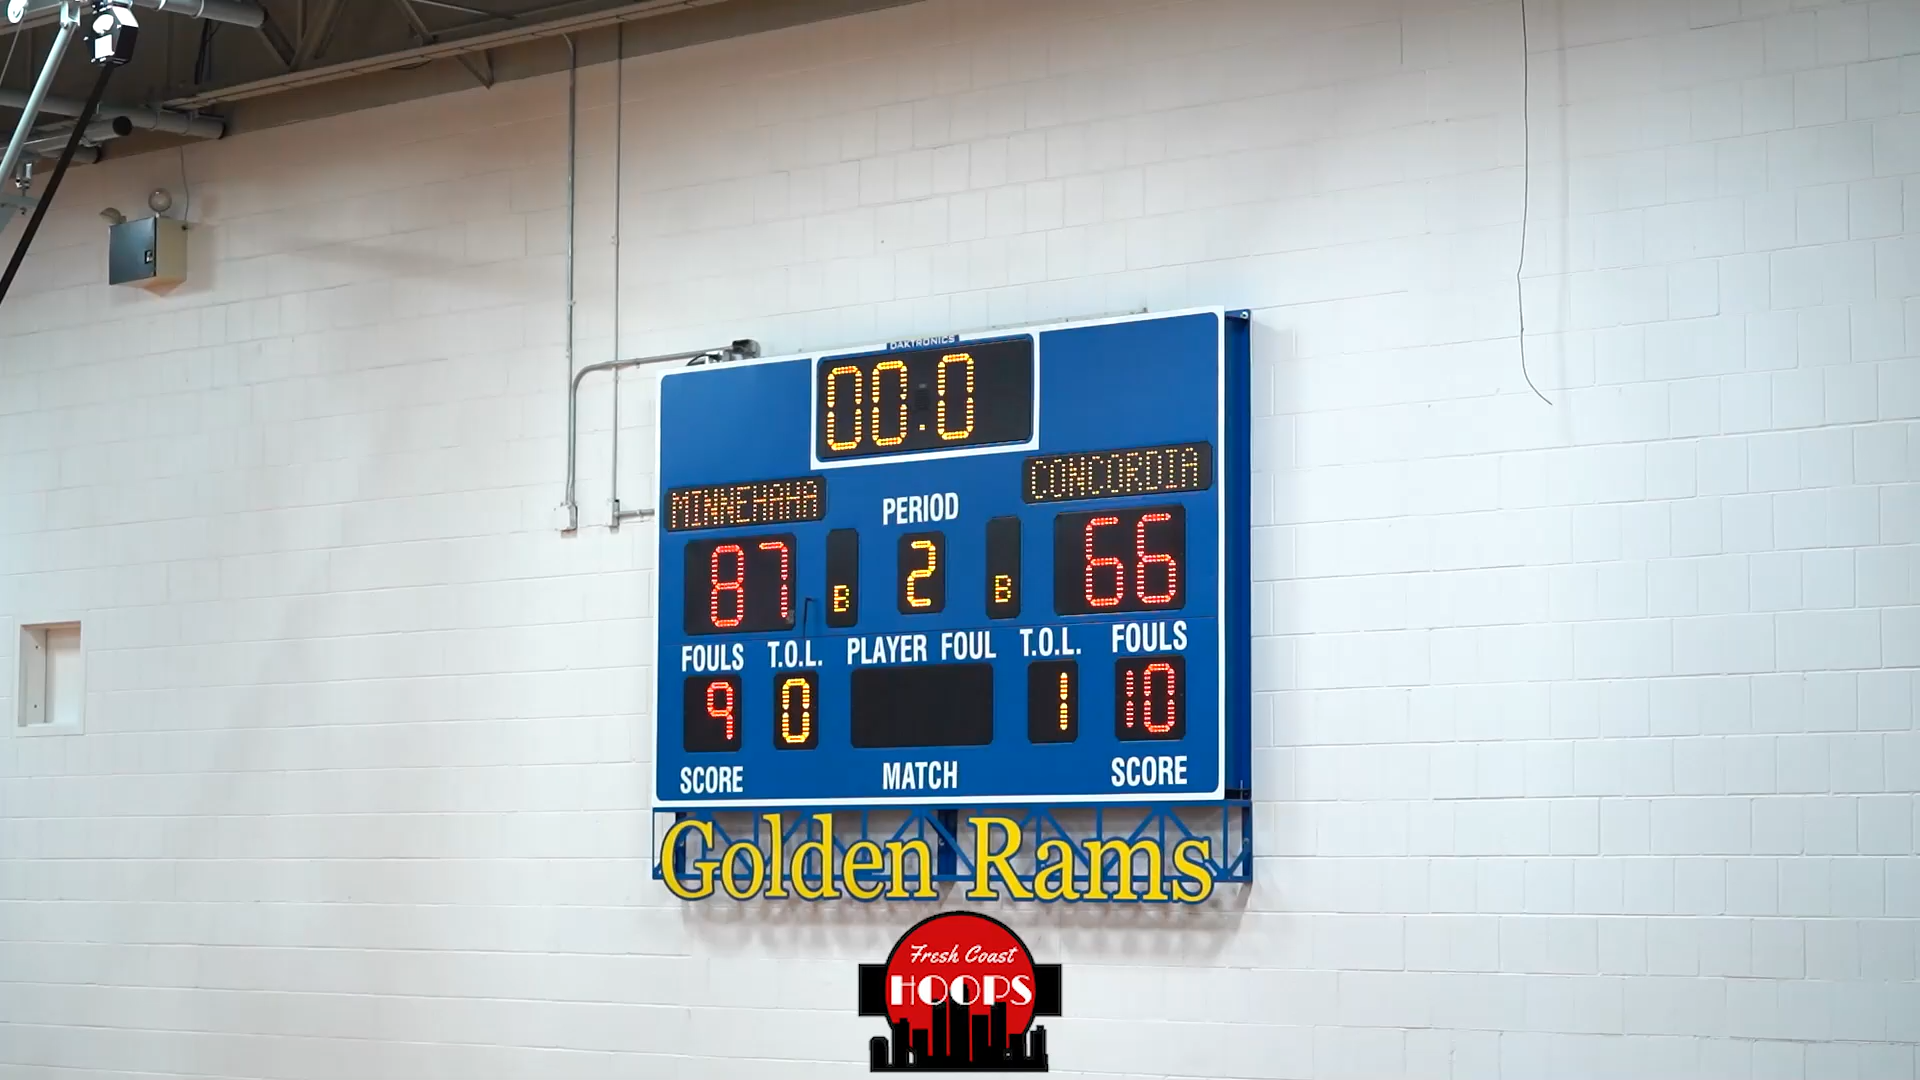 DAKTRONICS
00.0
MINNEHAHA
CONCORDIA
PERIOD
87 B 2 B 66
FOULS T.O.L. PLAYER FOUL T.O.L. FOULS
9 0 1 10
SCORE MATCH SCORE
Golden Rams
Fresh Coast
HOOPS